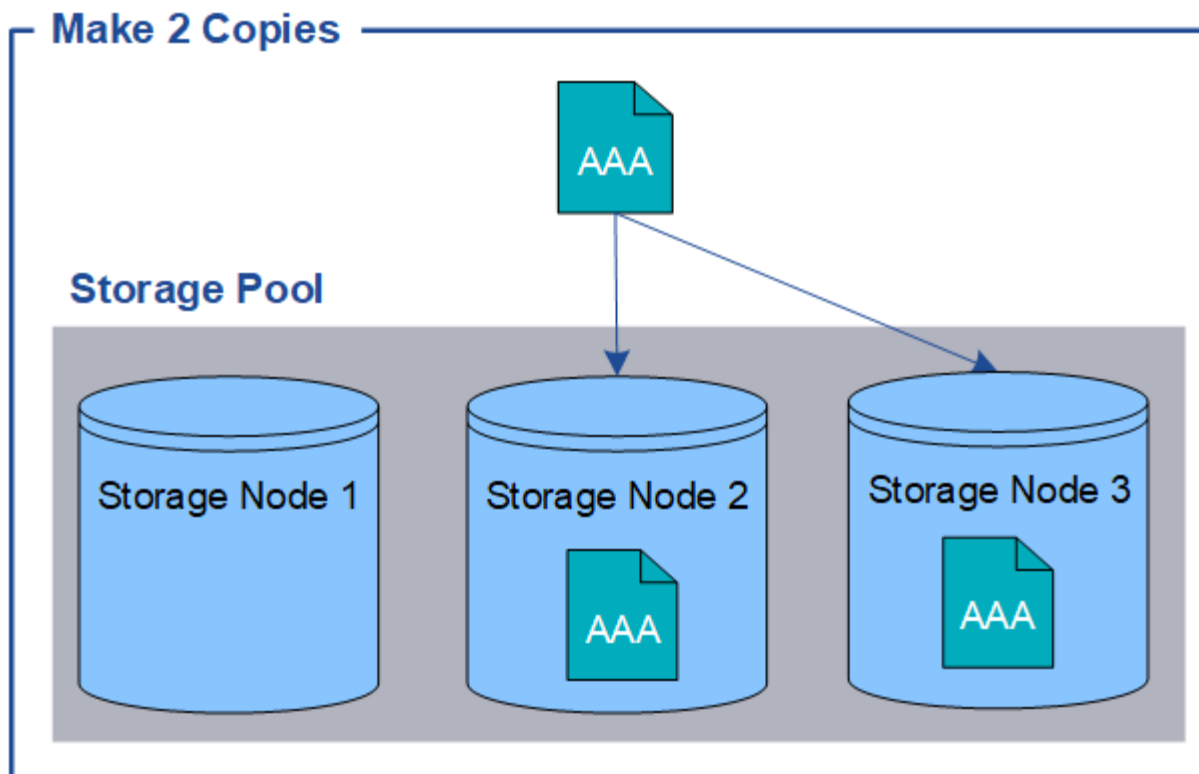 Make 2 Copies
AAA
Storage Pool
Storage Node 1
Storage Node 2
Storage Node 3
AAA
AAA